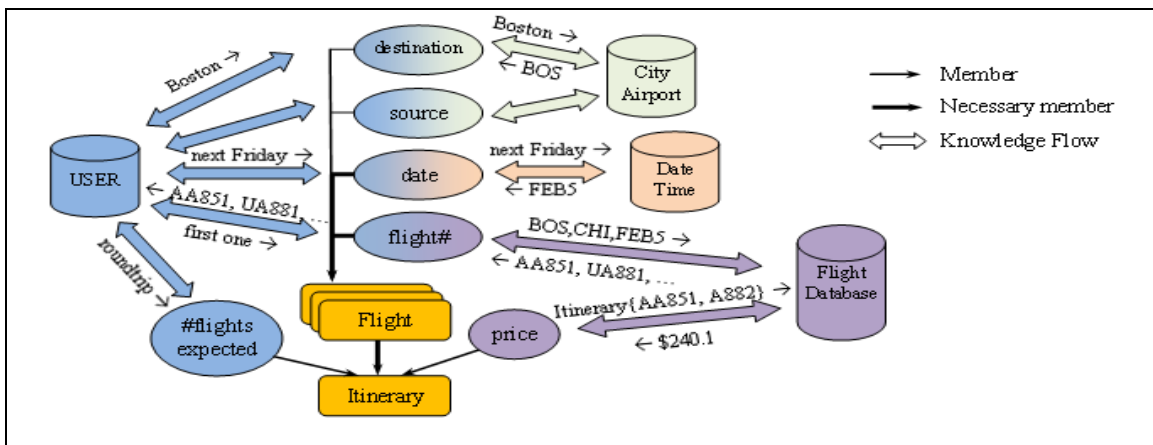 Boston →
destination
Boston →
← BOS
City
Airport
Member
Necessary member
Knowledge Flow
source
USER
next Friday →
date
next Friday →
← FEB5
Date
Time
← AA851, UA881, ...
first one →
flight#
BOS,CHI,FEB5 →
← AA851, UA881, ...
Flight
Database
roundtrip →
#flights
expected
Flight
price
Itinerary{AA851, A882} →
← $240.1
Itinerary